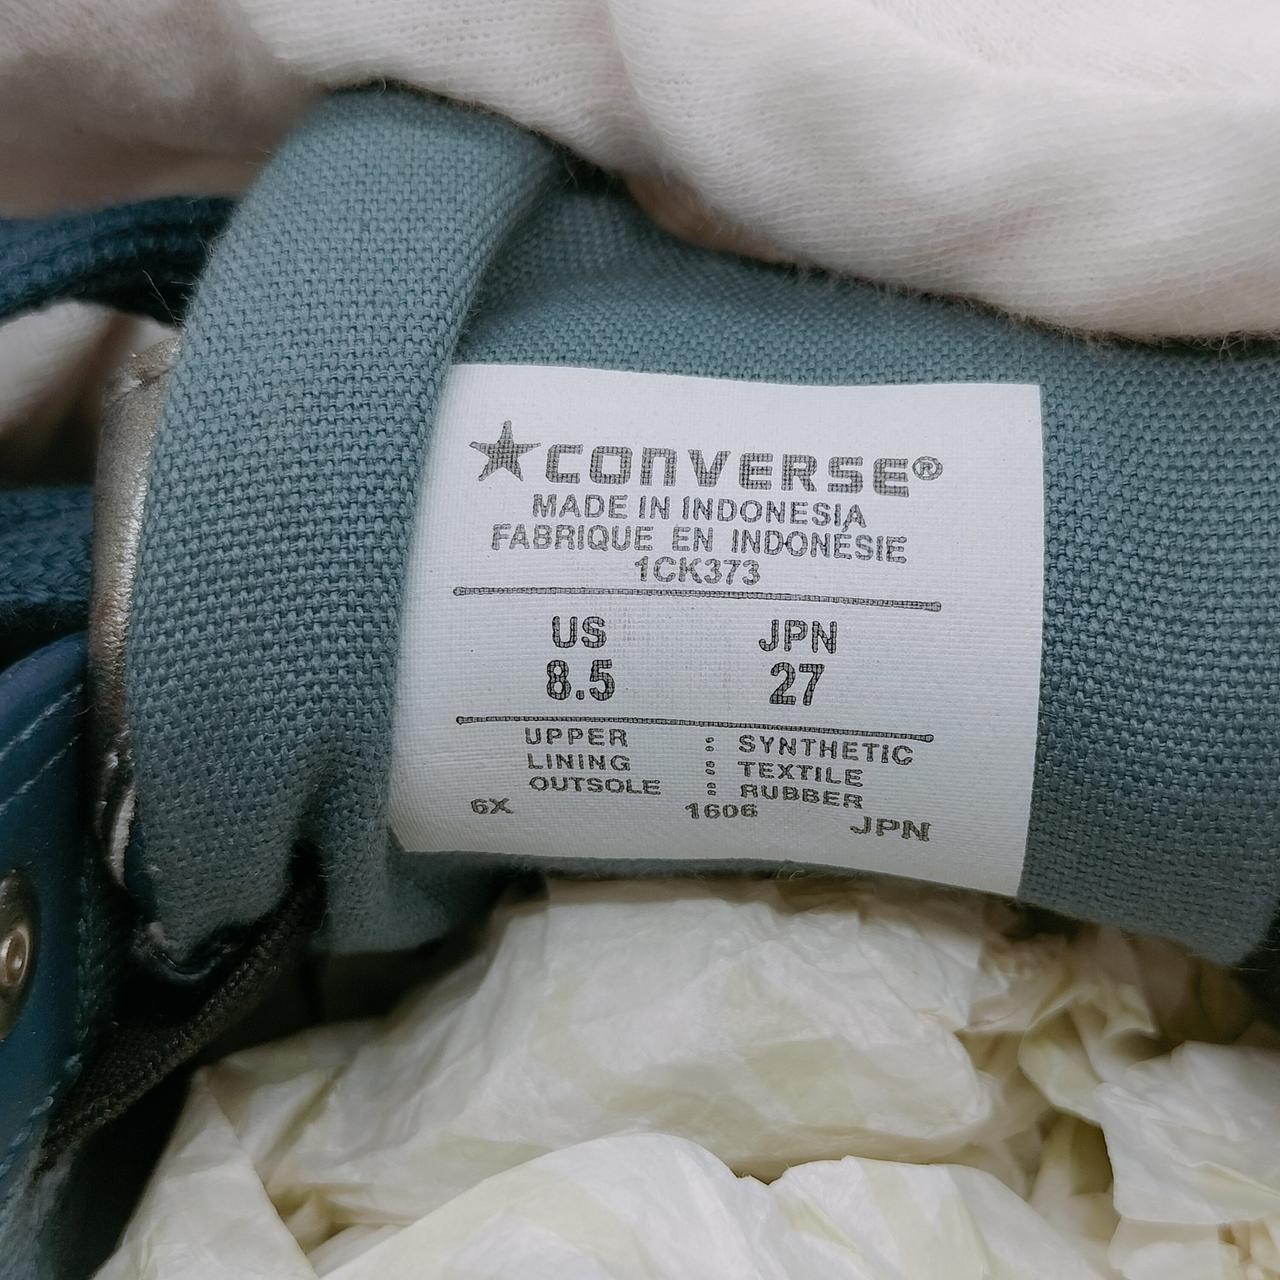 CONVERSE®
MADE IN INDONESIA
FABRIQUE EN INDONÉSIE
1CK373
US JPN
8.5 27
UPPER : SYNTHETIC
LINING : TEXTILE
OUTSOLE : RUBBER
6X 1606 JPN